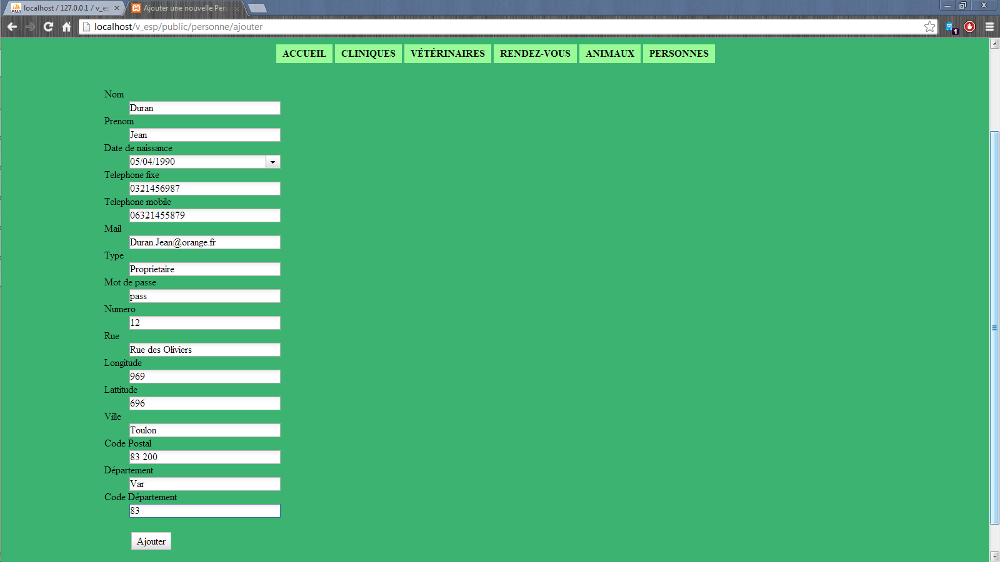 localhost / 127.0.0.1 / v_es
Ajouter une nouvelle Pers
localhost/v_esp/public/personne/ajouter
1
ACCUEIL CLINIQUES VÉTÉRINAIRES RENDEZ-VOUS ANIMAUX PERSONNES
Nom
Duran
Prenom
Jean
Date de naissance
05/04/1990
Telephone fixe
0321456987
Telephone mobile
06321455879
Mail
Duran.Jean@orange.fr
Type
Proprietaire
Mot de passe
pass
Numero
12
Rue
Rue des Oliviers
Longitude
969
Lattitude
696
Ville
Toulon
Code Postal
83 200
Département
Var
Code Département
83
Ajouter